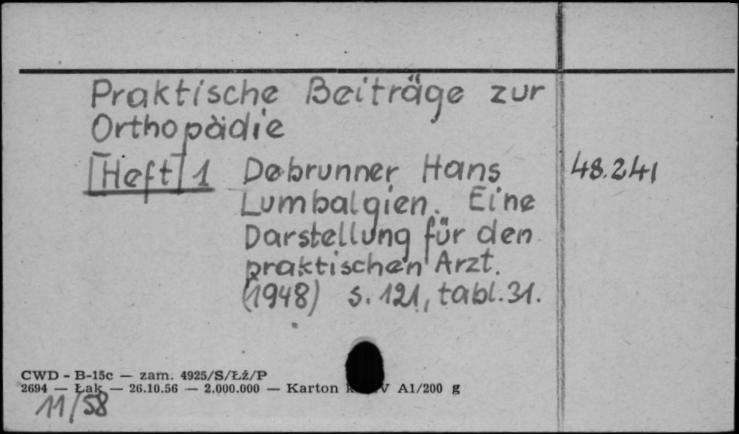 Praktische Beiträge zur
Orthopädie
[Heft] 1 Debrunner Hans 48.241
Lumbalgien. Eine
Darstellung für den
praktischen Arzt.
(1948) s. 121, tabl. 31.
CWD - B-15c — zam. 4925/S/ŁŻ/P
2694 — Łak — 26.10.56 — 2.000.000 — Karton V A1/200 g
11/58